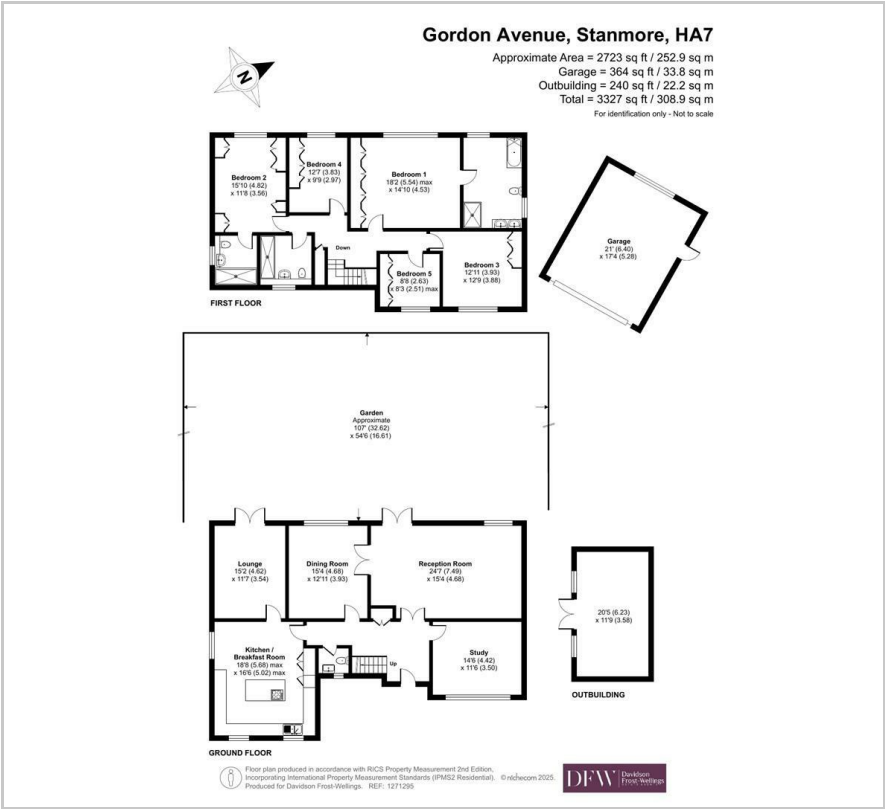 Gordon Avenue, Stanmore, HA7
Approximate Area = 2723 sq ft / 252.9 sq m
Garage = 364 sq ft / 33.8 sq m
Outbuilding = 240 sq ft / 22.2 sq m
Total = 3327 sq ft / 308.9 sq m
For identification only - Not to scale
N
Bedroom 2
15'10 (4.82)
x 11'8 (3.56)
Bedroom 4
12'7 (3.83)
x 9'9 (2.97)
Bedroom 1
18'2 (5.54) max
x 14'10 (4.53)
Down
Bedroom 5
8'8 (2.63)
x 8'3 (2.51) max
Bedroom 3
12'11 (3.93)
x 12'9 (3.88)
FIRST FLOOR
Garage
21' (6.40)
x 17'4 (5.28)
Garden
Approximate
107' (32.62)
x 54'6 (16.61)
Lounge
15'2 (4.62)
x 11'7 (3.54)
Dining Room
15'4 (4.68)
x 12'11 (3.93)
Reception Room
24'7 (7.49)
x 15'4 (4.68)
Kitchen /
Breakfast Room
18'8 (5.68) max
x 16'6 (5.02) max
Up
Study
14'6 (4.42)
x 11'6 (3.50)
GROUND FLOOR
20'5 (6.23)
x 11'9 (3.58)
OUTBUILDING
Floor plan produced in accordance with RICS Property Measurement 2nd Edition,
Incorporating International Property Measurement Standards (IPMS2 Residential). © nichecom 2025.
Produced for Davidson Frost-Wellings. REF: 1271295
DFW
Davidson
Frost-Wellings